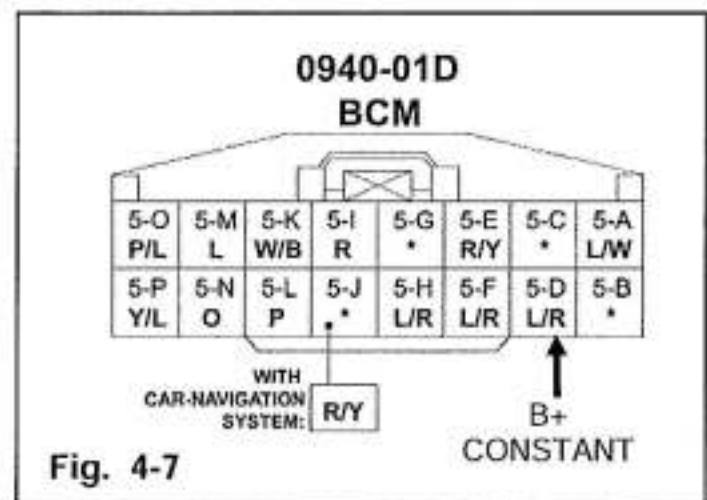 0940-01D
BCM
5-O 5-M 5-K 5-I 5-G 5-E 5-C 5-A
P/L L W/B R * R/Y * L/W
5-P 5-N 5-L 5-J 5-H 5-F 5-D 5-B
Y/L O P * L/R L/R L/R *
WITH
CAR-NAVIGATION
SYSTEM: R/Y
B+
CONSTANT
Fig. 4-7